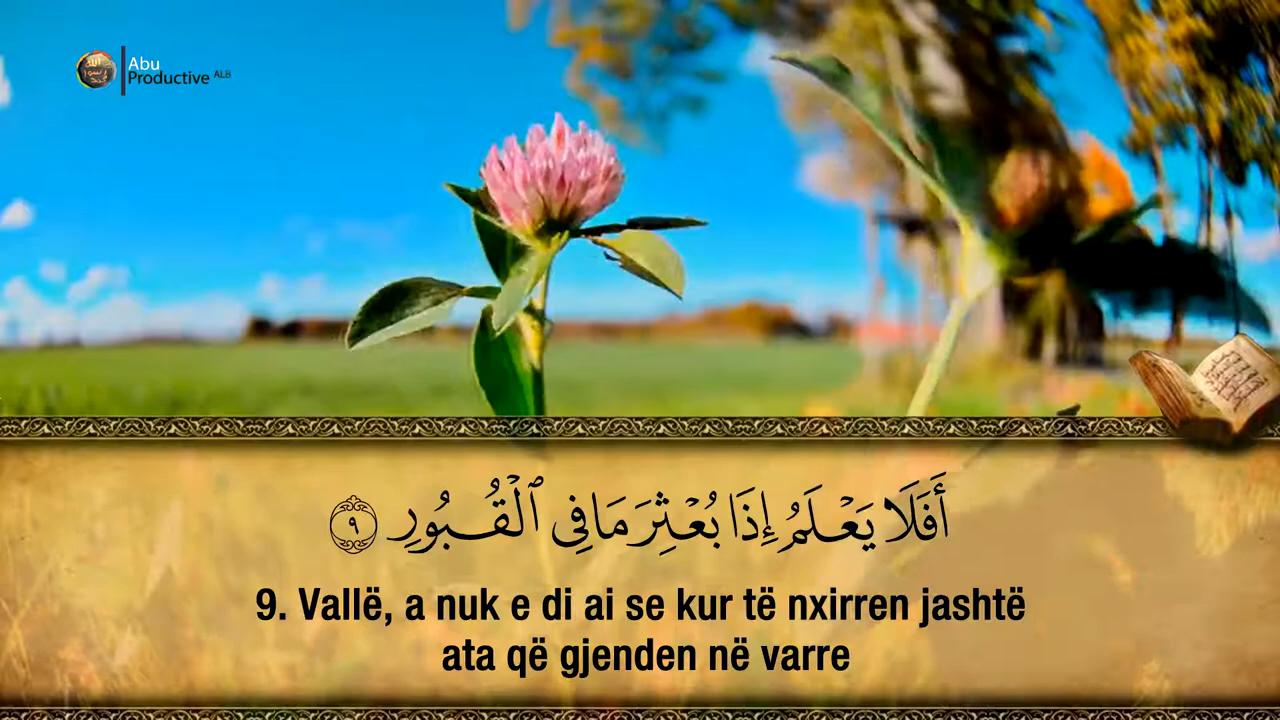 Abu
Productive ALB
أَفَلَا يَعْلَمُ إِذَا بُعْثِرَ مَا فِي ٱلْقُبُورِ ٩
9. Vallë, a nuk e di ai se kur të nxirren jashtë
ata që gjenden në varre